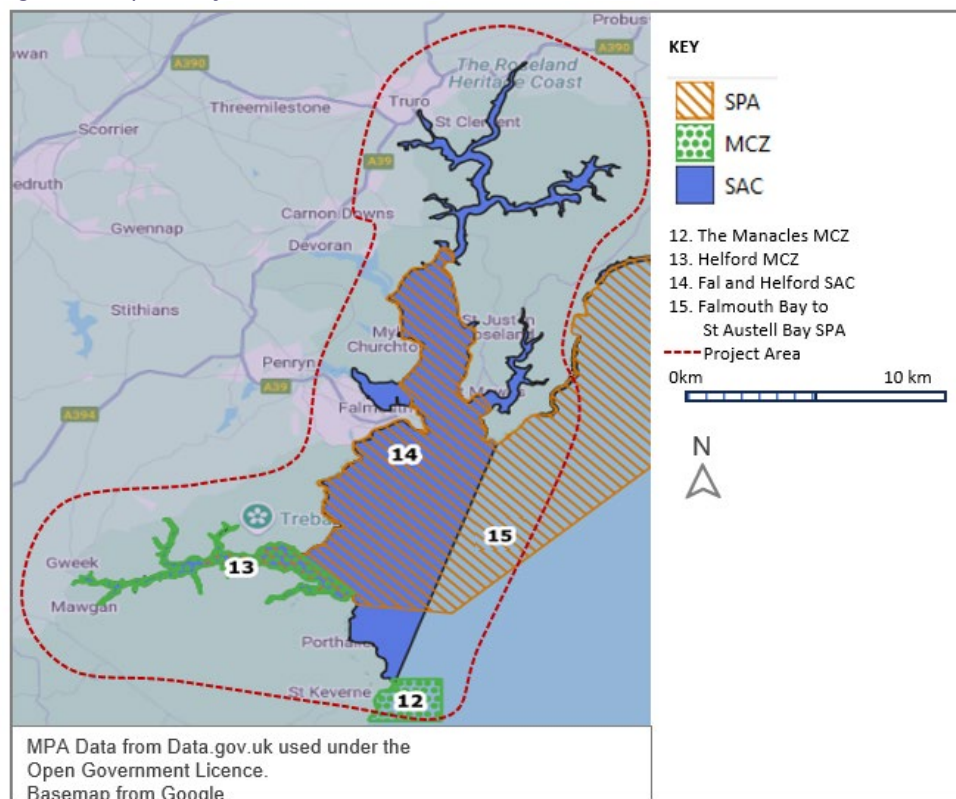 Probus
A390
A390
The Roseland
Heritage Coast
Threemilestone
Truro
St Clement
Scorrier
A39
Gwennap
Carnon Downs
Devoran
Stithians
St Just in
Roseland
Penryn
A39
A394
14
Treba
15
Gweek
13
Mawgan
St Keverne
12
KEY
SPA
MCZ
SAC
12. The Manacles MCZ
13. Helford MCZ
14. Fal and Helford SAC
15. Falmouth Bay to
St Austell Bay SPA
Project Area
0km 10 km
N
MPA Data from Data.gov.uk used under the
Open Government Licence.
Basemap from Google